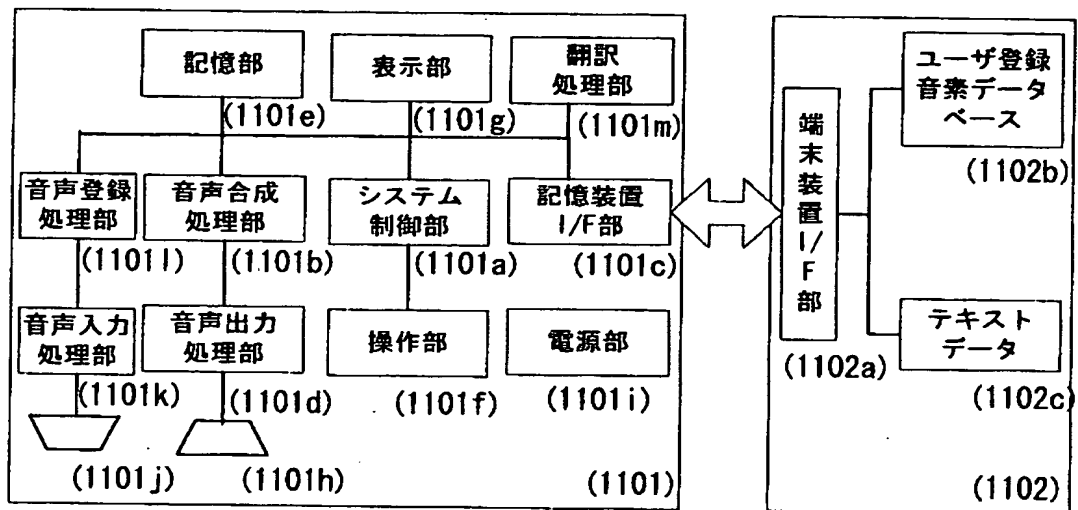 記憶部
(1101e)
表示部
(1101g)
翻訳
処理部
(1101m)
音声登録
処理部
(1101l)
音声合成
処理部
(1101b)
システム
制御部
(1101a)
記憶装置
I/F部
(1101c)
音声入力
処理部
(1101k)
音声出力
処理部
(1101d)
操作部
(1101f)
電源部
(1101i)
(1101j)
(1101h)
(1101)
端末装置I/F部
(1102a)
ユーザ登録
音素データ
ベース
(1102b)
テキスト
データ
(1102c)
(1102)